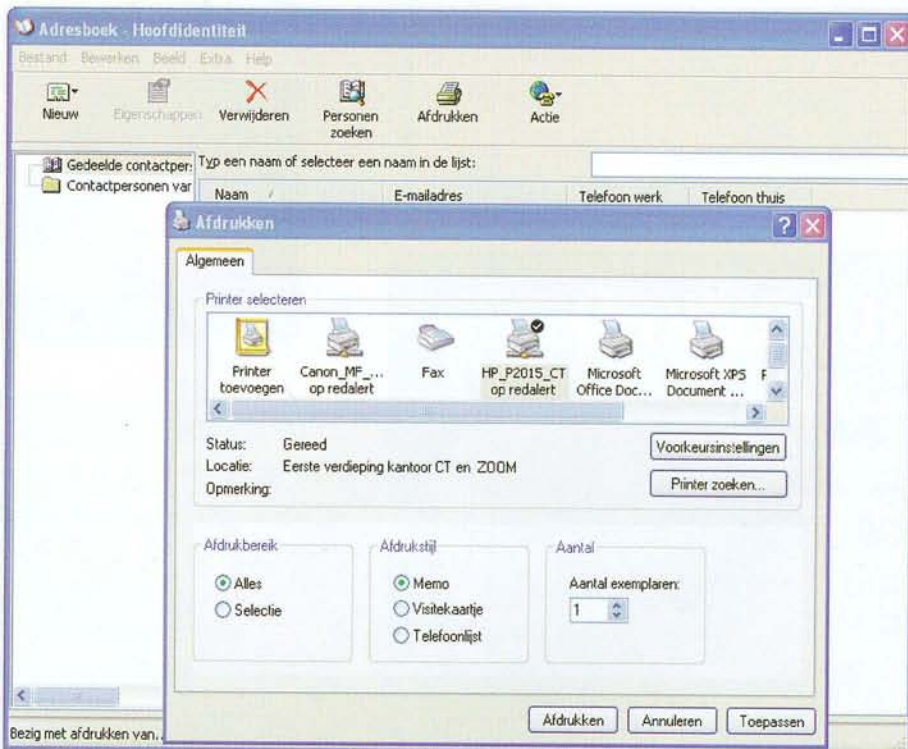 Adresboek - Hoofdidentiteit
Bestand Bewerken Beeld Extra Help
Nieuw Eigenschappen Verwijderen Personen zoeken Afdrukken Actie
Gedeelde contactper:
Contactpersonen var
Typ een naam of selecteer een naam in de lijst:
Naam E-mailadres Telefoon werk Telefoon thuis
Afdrukken
Algemeen
Printer selecteren
Printer toevoegen
Canon_MF_... op redalert
Fax
HP_P2015_CT op redalert
Microsoft Office Doc...
Microsoft XPS Document ...
Status: Gereed
Locatie: Eerste verdieping kantoor CT en ZOOM
Opmerking:
Voorkeursinstellingen
Printer zoeken...
Afdrukbereik
Alles
Selectie
Afdrukstijl
Memo
Visitekaartje
Telefoonlijst
Aantal
Aantal exemplaren:
1
Afdrukken Annuleren Toepassen
Bezig met afdrukken van..